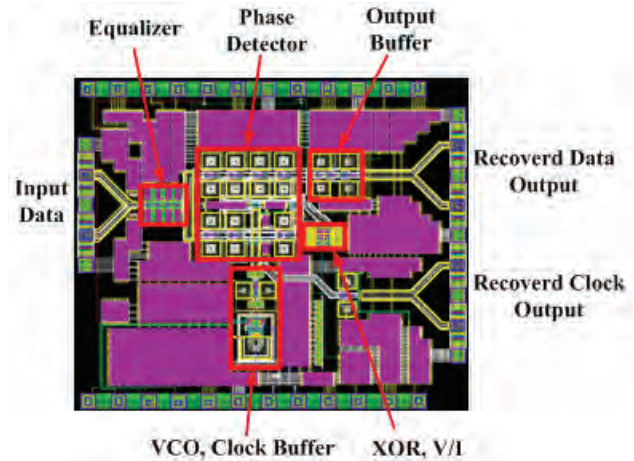 Equalizer
Phase
Detector
Output
Buffer
Input
Data
Recoverd Data
Output
Recoverd Clock
Output
VCO, Clock Buffer
XOR, V/I